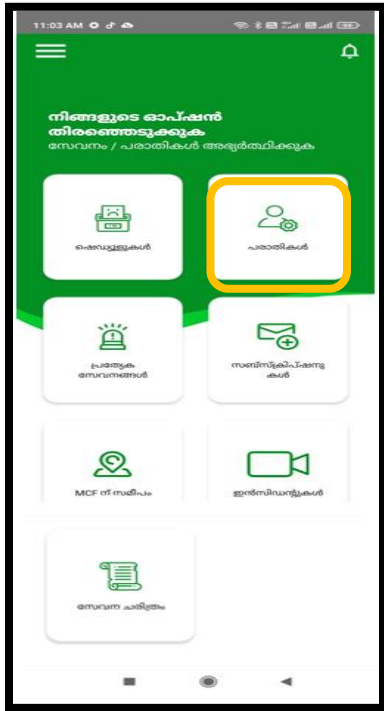 11:03 AM
നിങ്ങളുടെ ഓപ്ഷൻ
തിരഞ്ഞെടുക്കുക
സേവനം / പരാതികൾ അഭ്യർത്ഥിക്കുക
ഷെഡ്യൂളുകൾ
പരാതികൾ
പ്രത്യേക
സേവനങ്ങൾ
സബ്സ്ക്രിപ്ഷനു
കൾ
MCF ന് സമീപം
ഇൻസിഡന്റുകൾ
സേവന ചരിത്രം